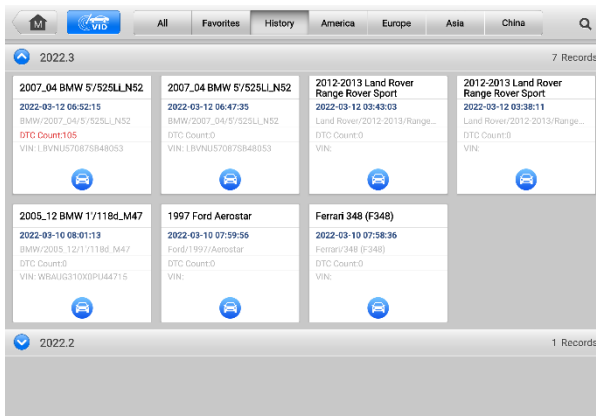 M
VID
All
Favorites
History
America
Europe
Asia
China
2022.3
7 Records
2007_04 BMW 5'/525Li_N52
2022-03-12 06:52:15
BMW/2007_04/5'/525Li_N52
DTC Count:105
VIN: LBVNU57087SB48053
2007_04 BMW 5'/525Li_N52
2022-03-12 06:47:35
BMW/2007_04/5'/525Li_N52
DTC Count:0
VIN: LBVNU57087SB48053
2012-2013 Land Rover
Range Rover Sport
2022-03-12 03:43:03
Land Rover/2012-2013/Range...
DTC Count:0
VIN:
2012-2013 Land Rover
Range Rover Sport
2022-03-12 03:38:11
Land Rover/2012-2013/Range...
DTC Count:0
VIN:
2005_12 BMW 1'/118d_M47
2022-03-10 08:01:13
BMW/2005_12/1'/118d_M47
DTC Count:0
VIN: WBAUG310X0PU44715
1997 Ford Aerostar
2022-03-10 07:59:56
Ford/1997/Aerostar
DTC Count:0
VIN:
Ferrari 348 (F348)
2022-03-10 07:58:36
Ferrari/348 (F348)
DTC Count:0
VIN:
2022.2
1 Records